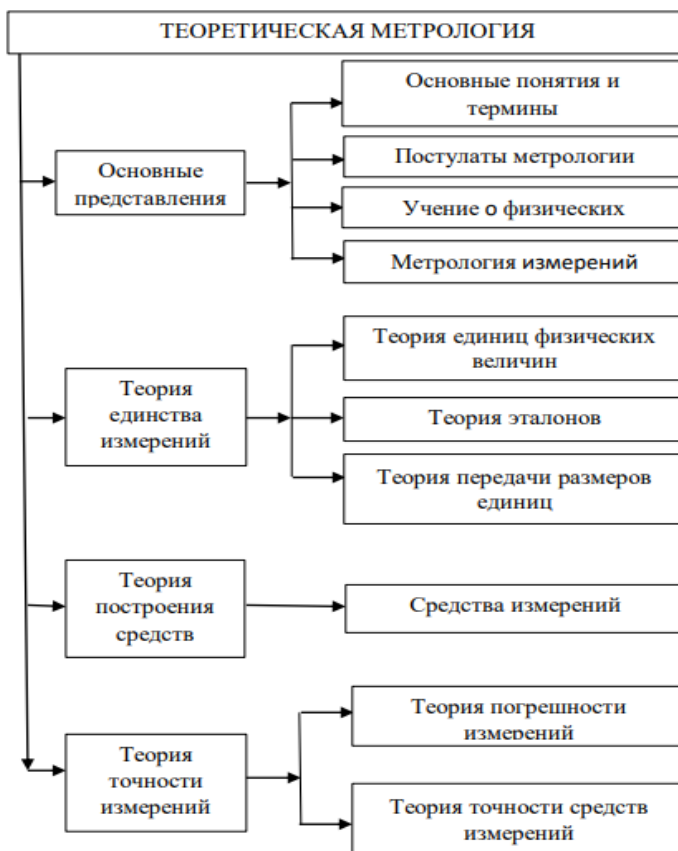 ТЕОРЕТИЧЕСКАЯ МЕТРОЛОГИЯ
Основные
представления
Основные понятия и
термины
Постулаты метрологии
Учение о физических
Метрология измерений
Теория
единства
измерений
Теория единиц физических
величин
Теория эталонов
Теория передачи размеров
единиц
Теория
построения
средств
Средства измерений
Теория
точности
измерений
Теория погрешности
измерений
Теория точности средств
измерений